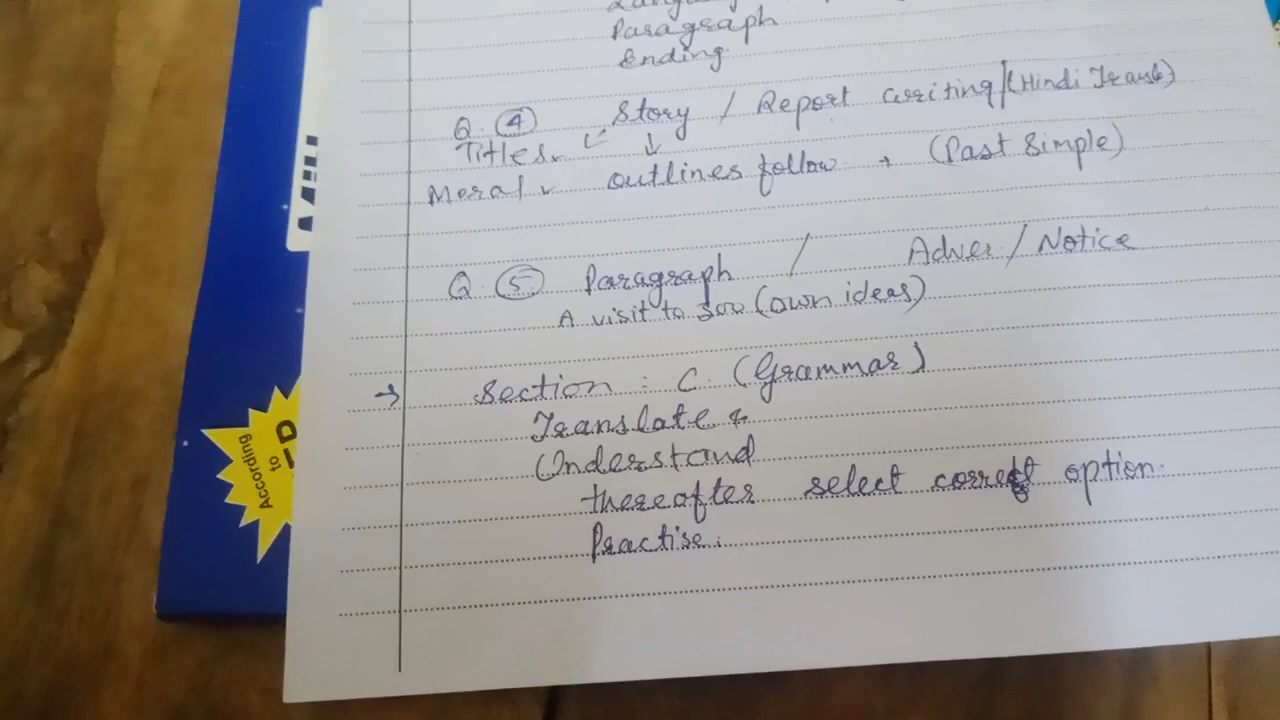 Paragraph
Ending
Q. 4 Story / Report writing / (Hindi Trans)
Titles
Moral outlines follow → (Past Simple)
Q. 5 Paragraph / Adver / Notice
A visit to zoo (own ideas)
→ Section : C. (Grammar)
Translate &
Understand
thereafter select correct option.
Practise.
According
to